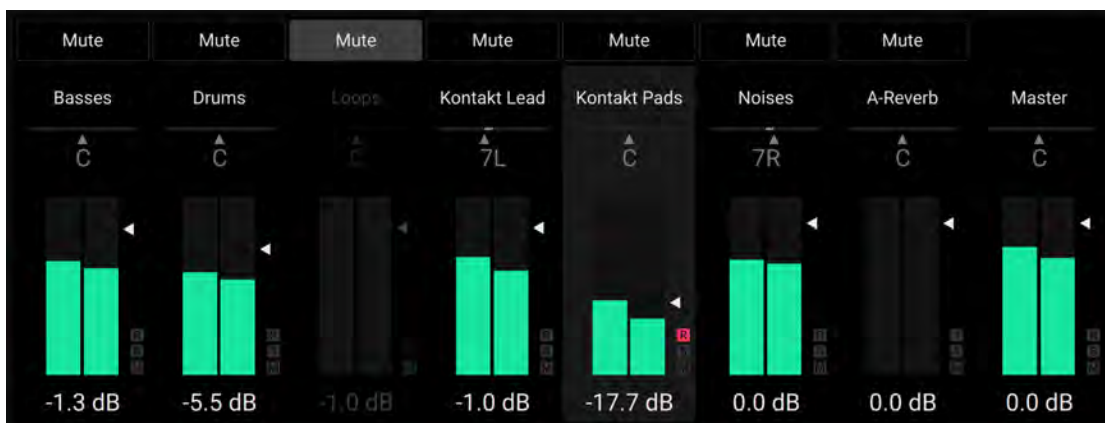 Mute Mute Mute Mute Mute Mute Mute
Basses Drums Loops Kontakt Lead Kontakt Pads Noises A-Reverb Master
C C C 7L C 7R C C
R
-1.3 dB -5.5 dB -1.0 dB -1.0 dB -17.7 dB 0.0 dB 0.0 dB 0.0 dB